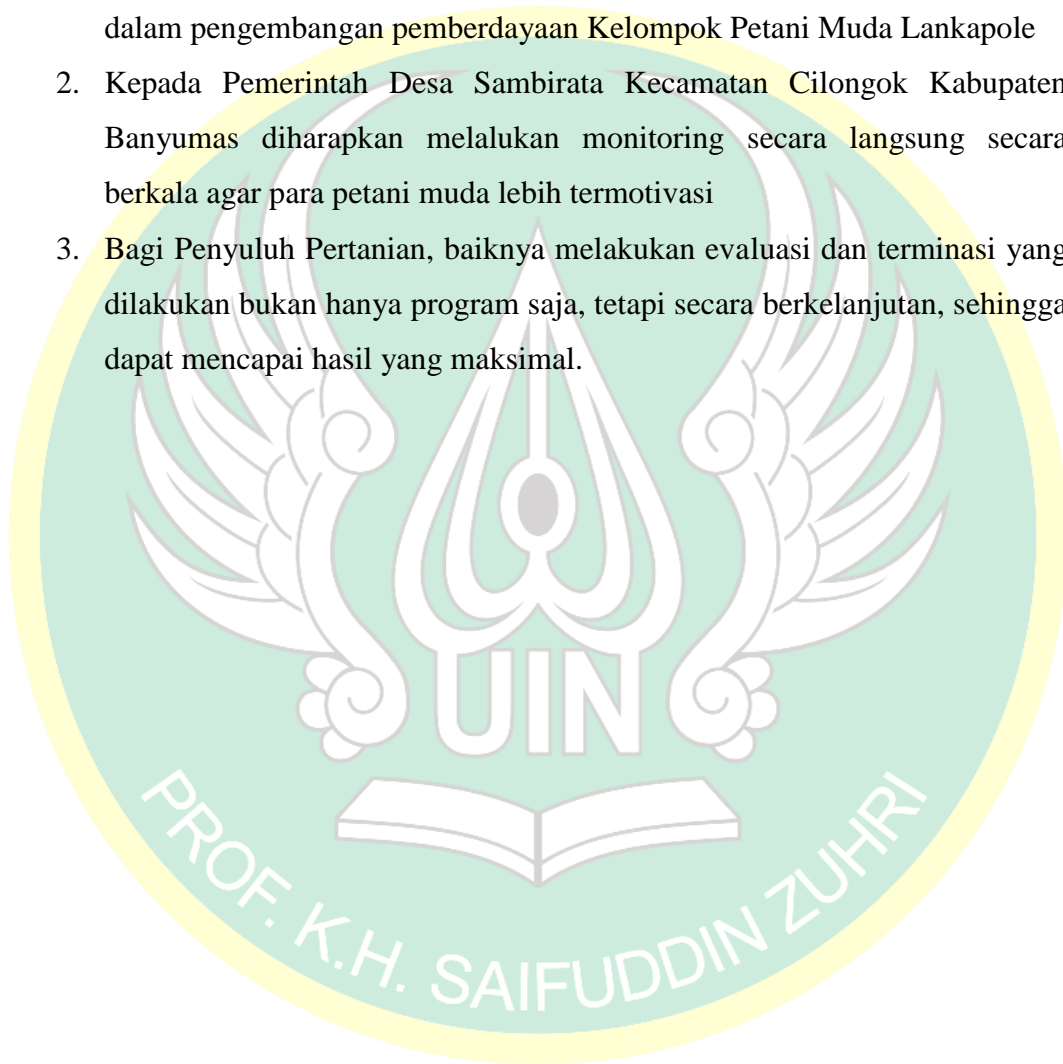 dalam pengembangan pemberdayaan Kelompok Petani Muda Lankapole
2. Kepada Pemerintah Desa Sambirata Kecamatan Cilongok Kabupaten
Banyumas diharapkan melalukan monitoring secara langsung secara
berkala agar para petani muda lebih termotivasi
3. Bagi Penyuluh Pertanian, baiknya melakukan evaluasi dan terminasi yang
dilakukan bukan hanya program saja, tetapi secara berkelanjutan, sehingga
dapat mencapai hasil yang maksimal.
UIN
PROF. K.H. SAIFUDDIN ZUHRI